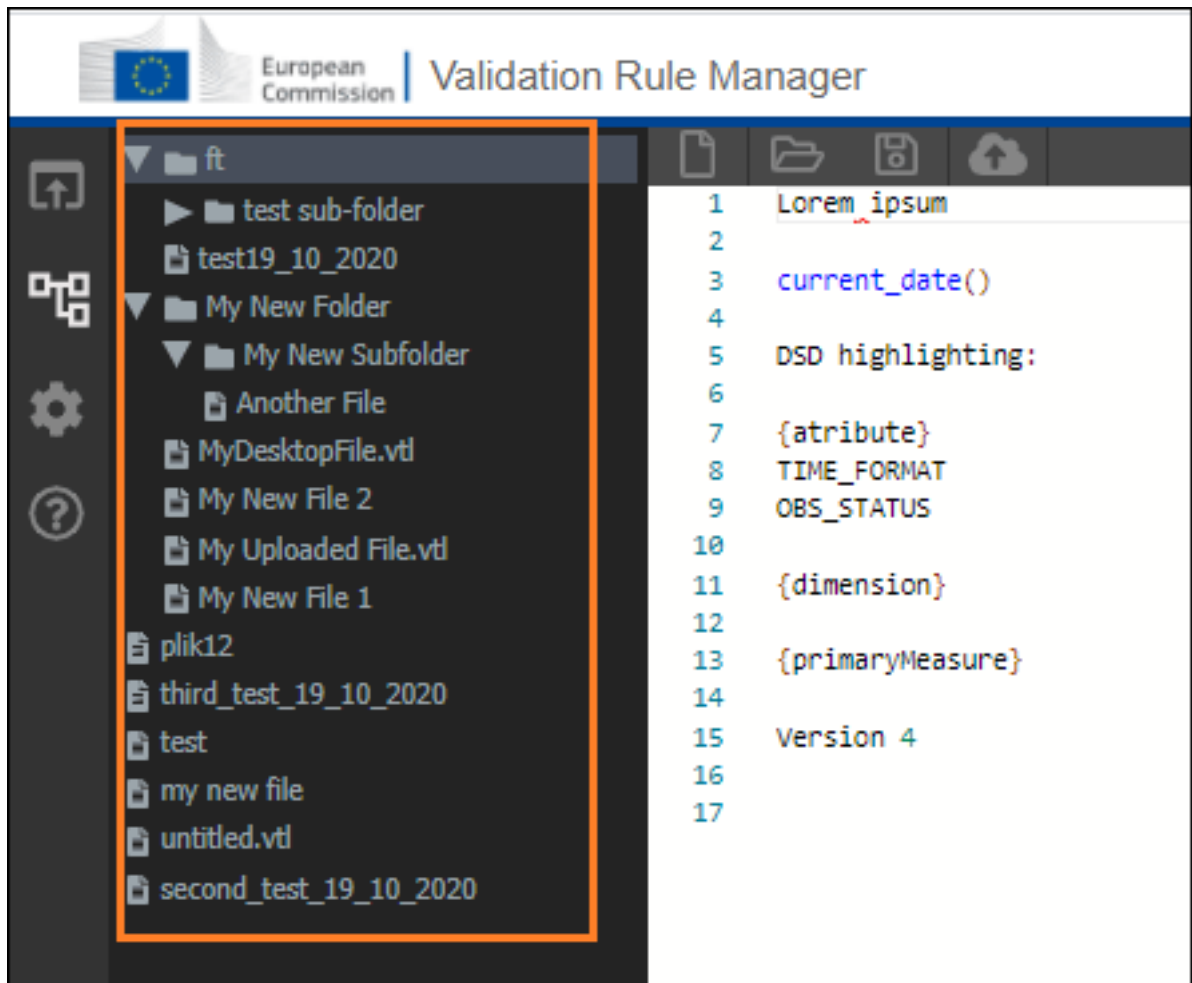 European
Commission
Validation Rule Manager
ft
test sub-folder
test19_10_2020
My New Folder
My New Subfolder
Another File
MyDesktopFile.vtl
My New File 2
My Uploaded File.vtl
My New File 1
plik12
third_test_19_10_2020
test
my new file
untitled.vtl
second_test_19_10_2020
1 Lorem ipsum
2
3 current_date()
4
5 DSD highlighting:
6
7 {atribute}
8 TIME_FORMAT
9 OBS_STATUS
10
11 {dimension}
12
13 {primaryMeasure}
14
15 Version 4
16
17